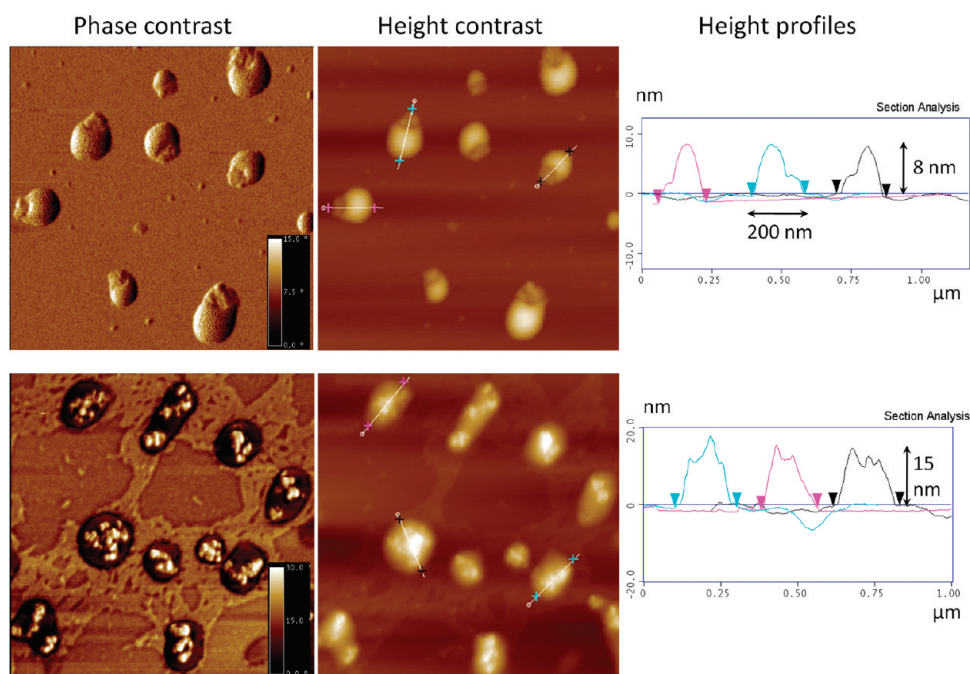 Phase contrast
Height contrast
Height profiles
15.0 °
7.5 °
0.0 °
nm
Section Analysis
10.0
0
-10.0
8 nm
200 nm
0
0.25
0.50
0.75
1.00
μm
30.0 °
15.0 °
0.0 °
nm
Section Analysis
20.0
0
-20.0
15
nm
0
0.25
0.50
0.75
1.00
μm